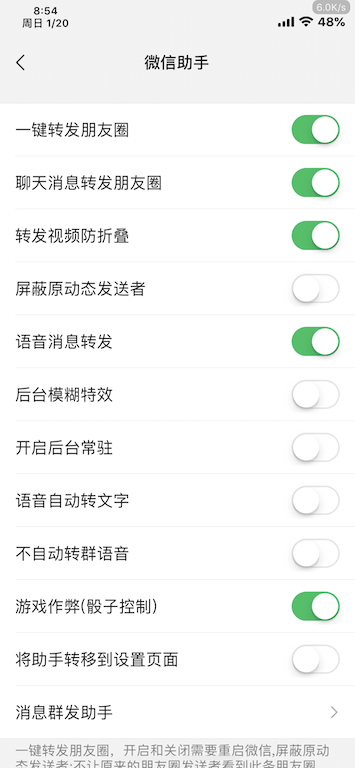 8:54
6.0K/s
周日 1/20
48%
微信助手
一键转发朋友圈
聊天消息转发朋友圈
转发视频防折叠
屏蔽原动态发送者
语音消息转发
后台模糊特效
开启后台常驻
语音自动转文字
不自动转群语音
游戏作弊(骰子控制)
将助手转移到设置页面
消息群发助手
一键转发朋友圈，开启和关闭需要重启微信,屏蔽原动
态发送者:不让原来的朋友圈发送者看到此条朋友圈